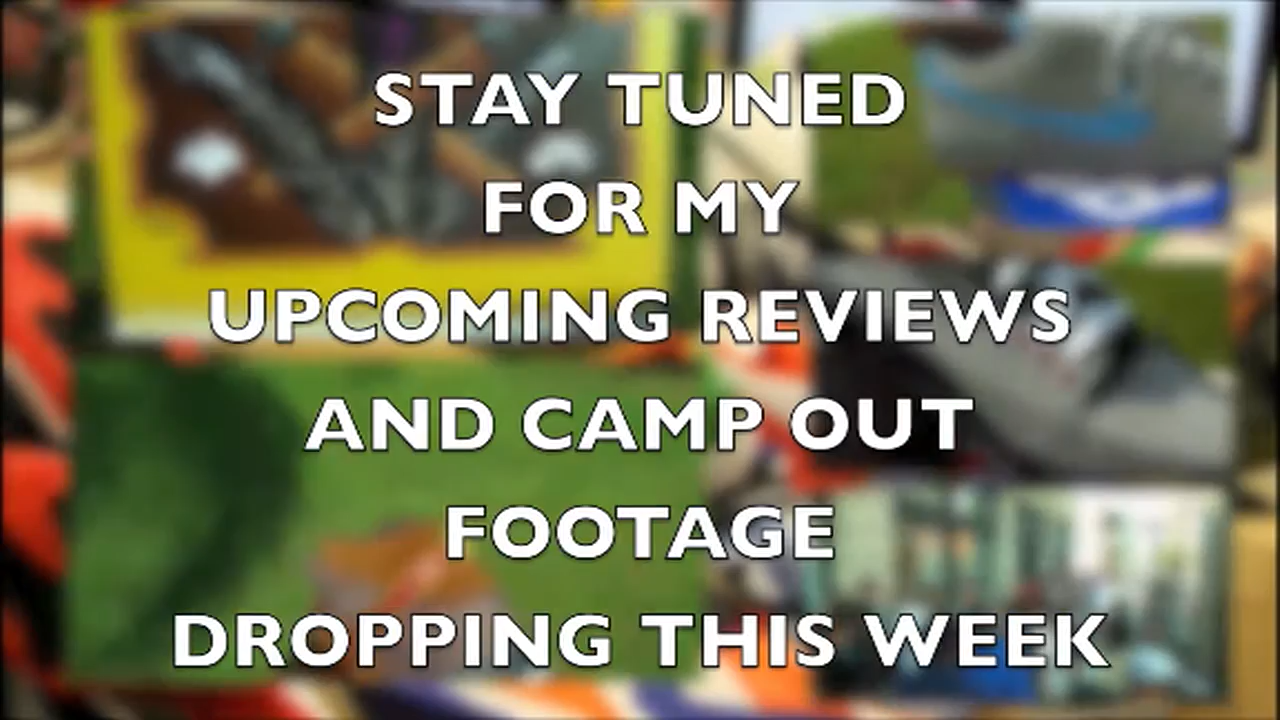 STAY TUNED
FOR MY
UPCOMING REVIEWS
AND CAMP OUT
FOOTAGE
DROPPING THIS WEEK